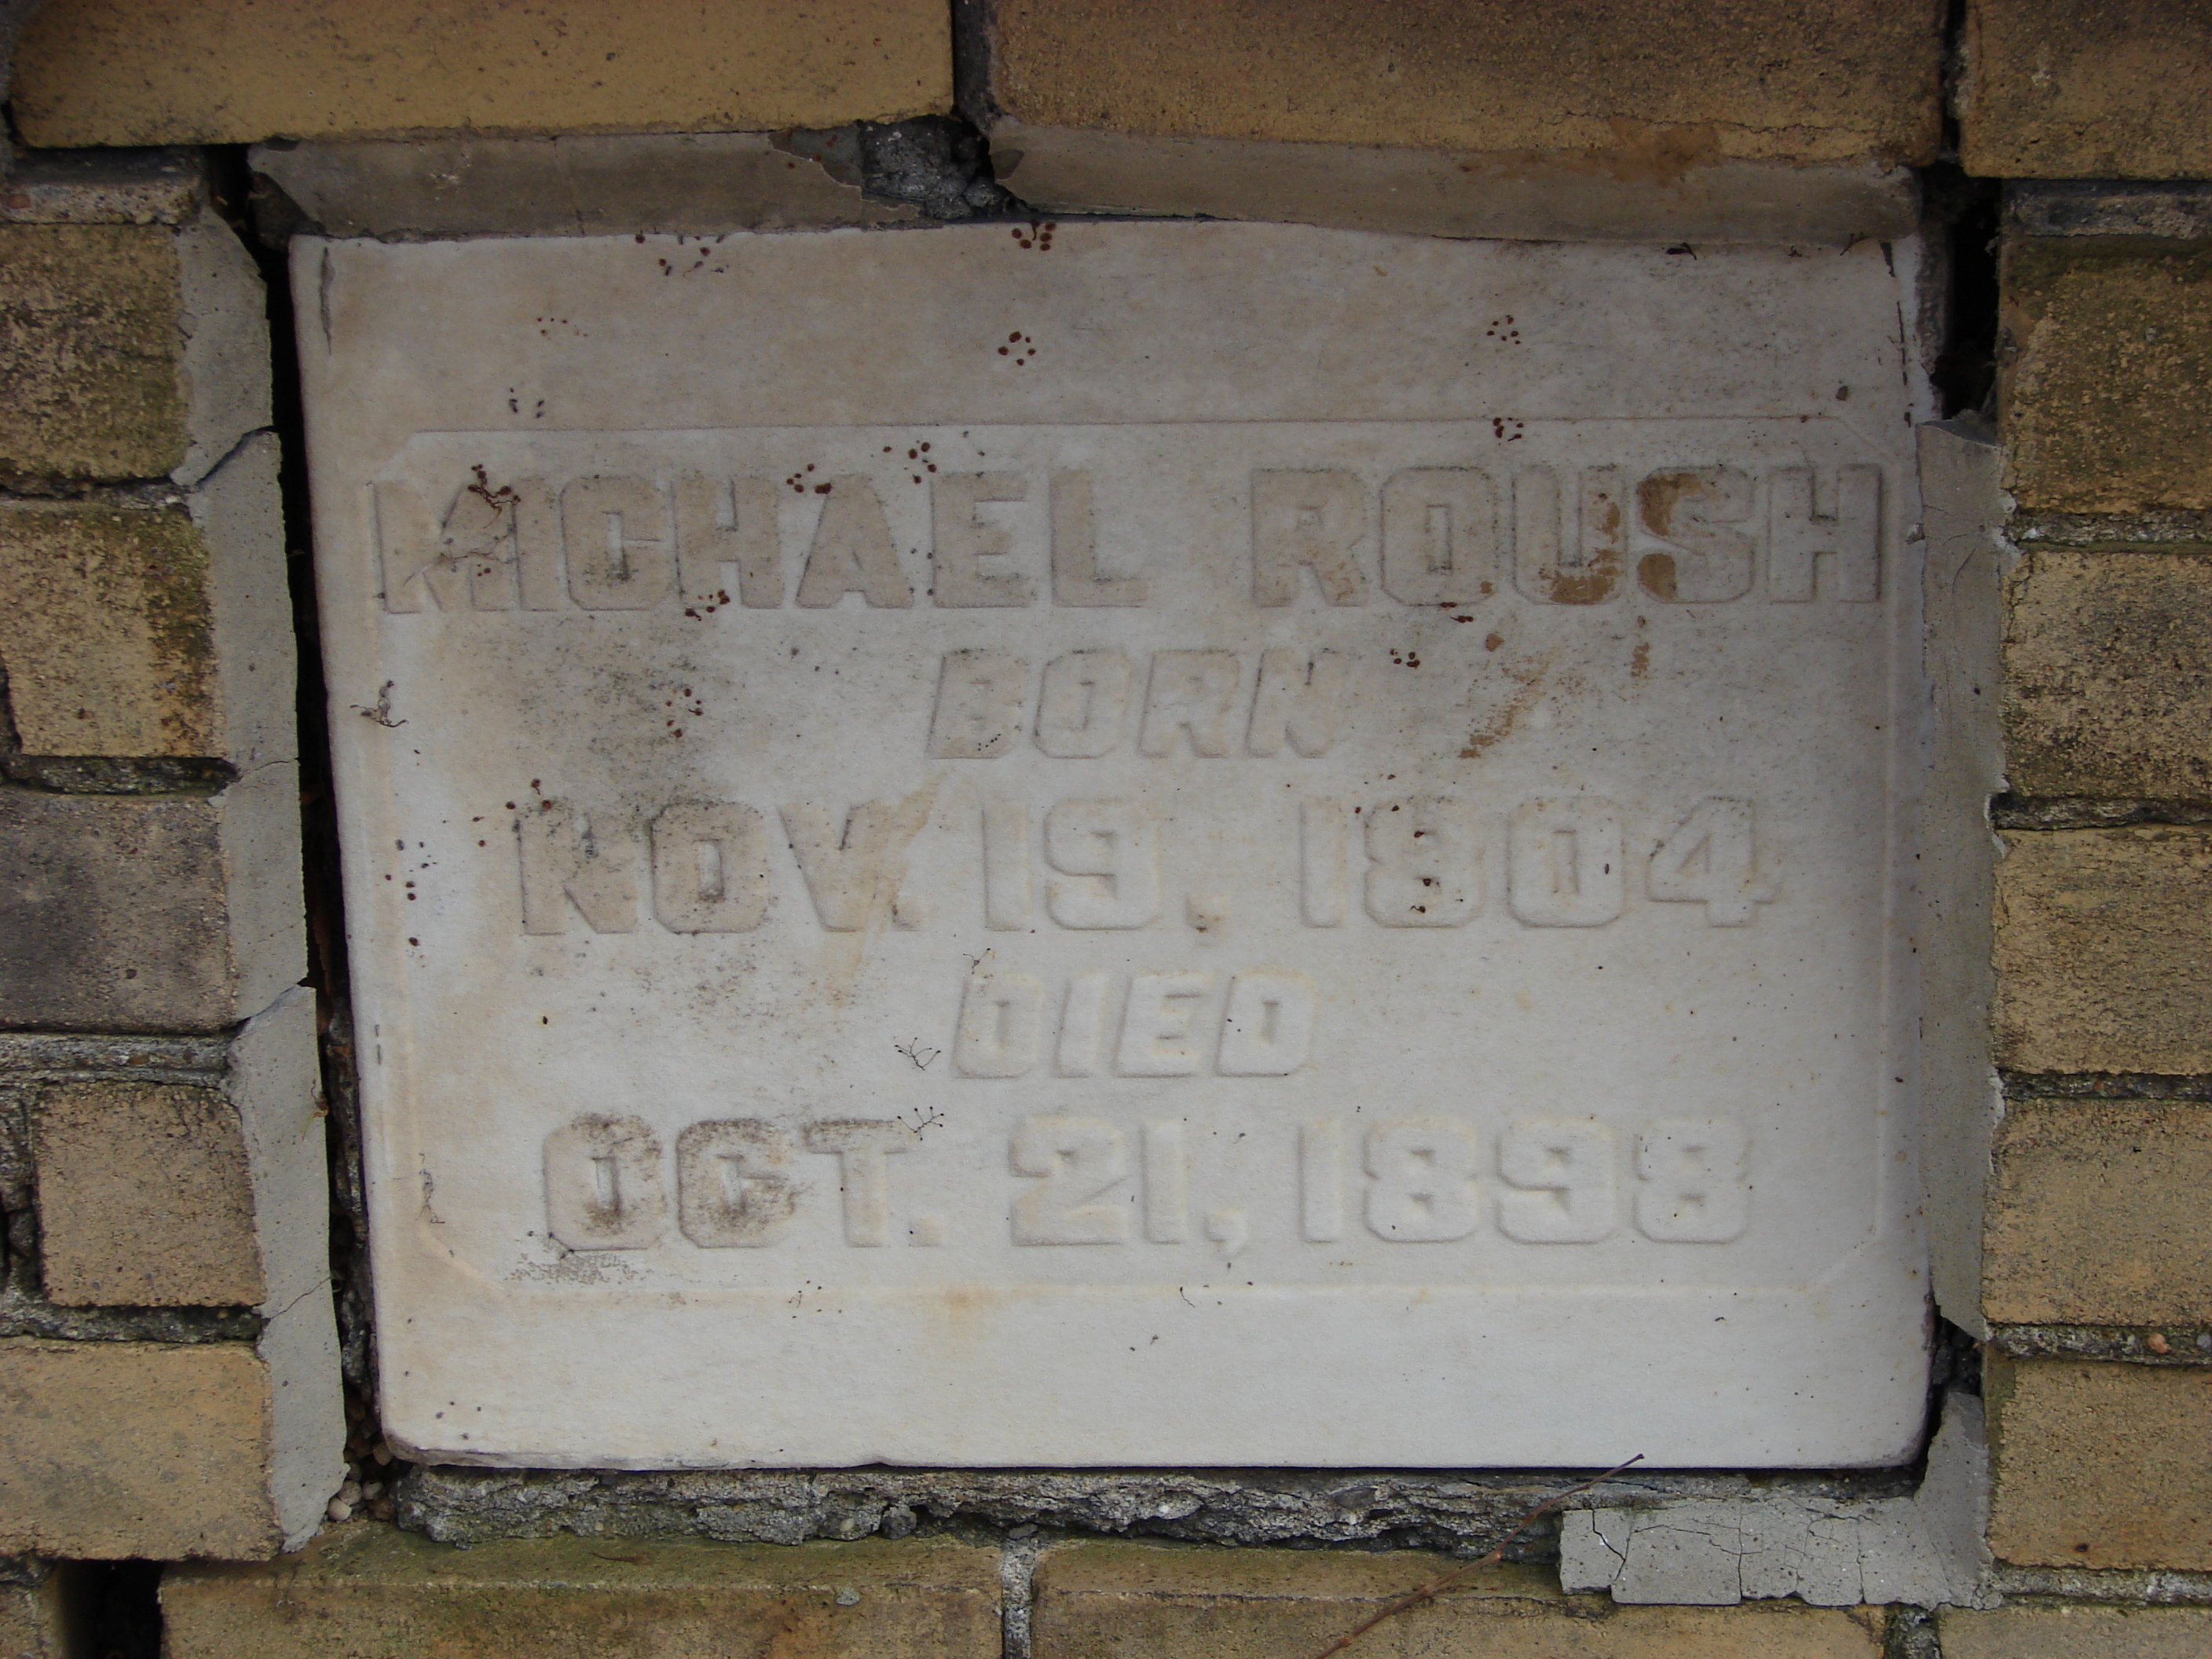 MICHAEL ROUSH
BORN
NOV. 19, 1804
DIED
OCT. 21, 1898